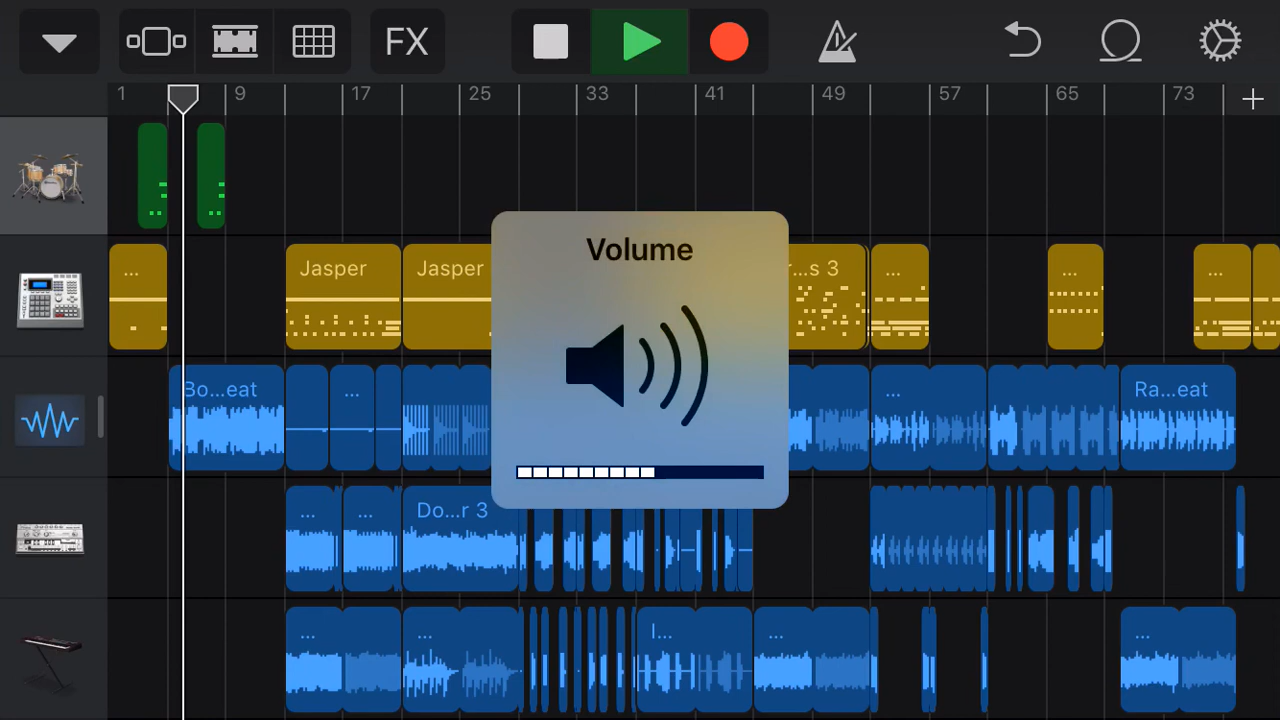 FX
1 9 17 25 33 41 49 57 65 73
Volume
... Jasper Jasper ...s 3 ... ... ...
Bo...eat ... ... Ra...eat
... ... Do...r 3
... ... I... ... ...